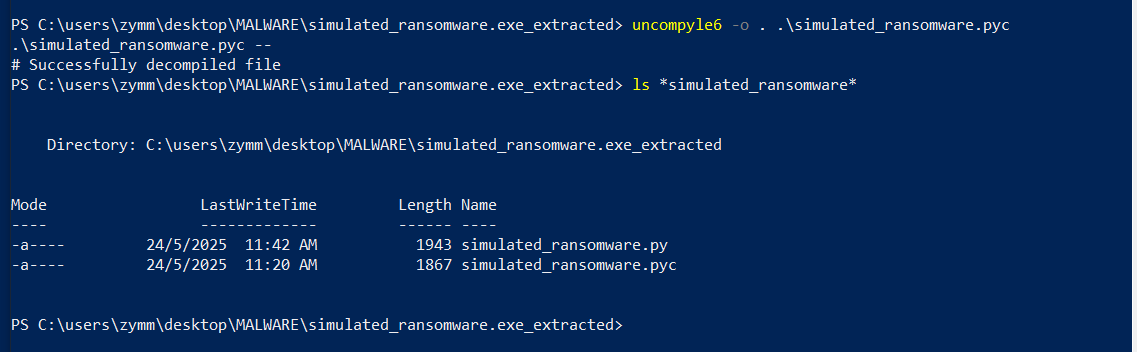 PS C:\users\zymm\desktop\MALWARE\simulated_ransomware.exe_extracted> uncompyle6 -o . .\simulated_ransomware.pyc
.\simulated_ransomware.pyc --
# Successfully decompiled file
PS C:\users\zymm\desktop\MALWARE\simulated_ransomware.exe_extracted> ls *simulated_ransomware*
Directory: C:\users\zymm\desktop\MALWARE\simulated_ransomware.exe_extracted
Mode                 LastWriteTime         Length Name
----                 -------------         ------ ----
-a----         24/5/2025  11:42 AM           1943 simulated_ransomware.py
-a----         24/5/2025  11:20 AM           1867 simulated_ransomware.pyc
PS C:\users\zymm\desktop\MALWARE\simulated_ransomware.exe_extracted>